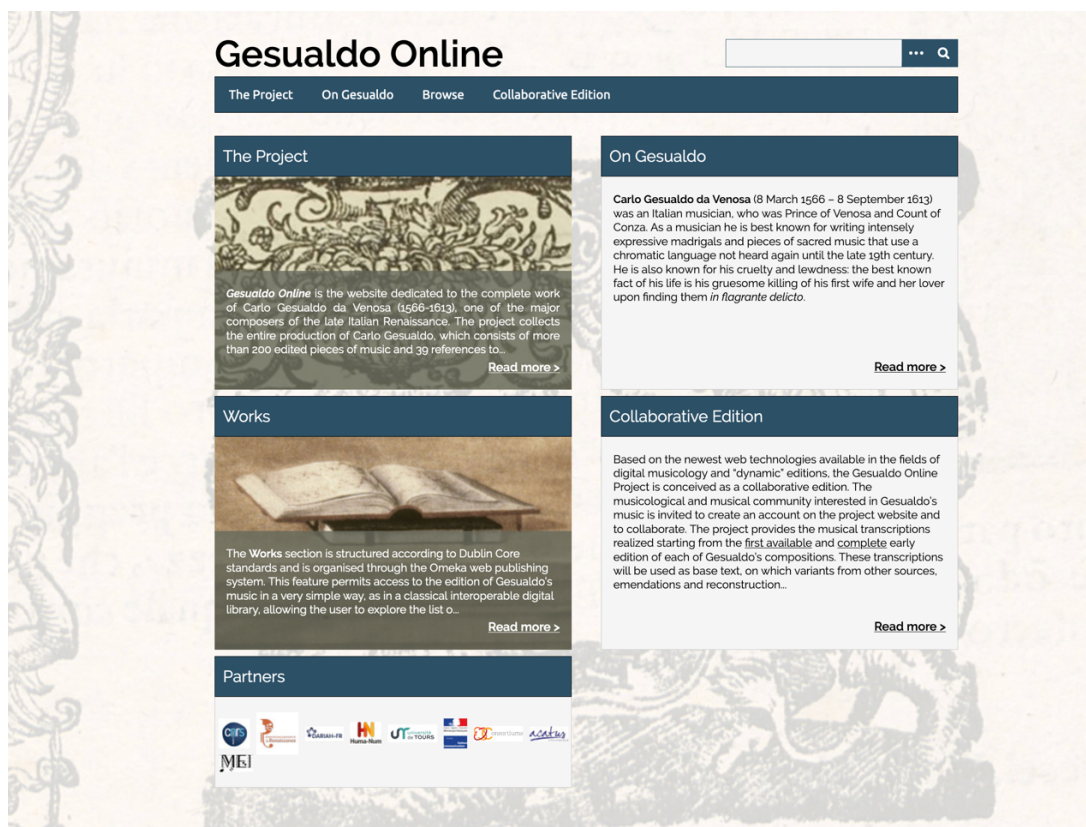 Gesualdo Online
The Project
On Gesualdo
Browse
Collaborative Edition
The Project
Gesualdo Online is the website dedicated to the complete work
of Carlo Gesualdo da Venosa (1566-1613), one of the major
composers of the late Italian Renaissance. The project collects
the entire production of Carlo Gesualdo, which consists of more
than 200 edited pieces of music and 39 references to...
Read more >
On Gesualdo
Carlo Gesualdo da Venosa (8 March 1566 – 8 September 1613)
was an Italian musician, who was Prince of Venosa and Count of
Conza. As a musician he is best known for writing intensely
expressive madrigals and pieces of sacred music that use a
chromatic language not heard again until the late 19th century.
He is also known for his cruelty and lewdness: the best known
fact of his life is his gruesome killing of his first wife and her lover
upon finding them in flagrante delicto.
Read more >
Works
The Works section is structured according to Dublin Core
standards and is organised through the Omeka web publishing
system. This feature permits access to the edition of Gesualdo's
music in a very simple way, as in a classical interoperable digital
library, allowing the user to explore the list o...
Read more >
Collaborative Edition
Based on the newest web technologies available in the fields of
digital musicology and "dynamic" editions, the Gesualdo Online
Project is conceived as a collaborative edition. The
musicological and musical community interested in Gesualdo's
music is invited to create an account on the project website and
to collaborate. The project provides the musical transcriptions
realized starting from the first available and complete early
edition of each of Gesualdo's compositions. These transcriptions
will be used as base text, on which variants from other sources,
emendations and reconstruction...
Read more >
Partners
cnrs
Renaissance
DARIAH-FR
HN
Huma-Num
université
de TOURS
consortiums
acatus
MEI